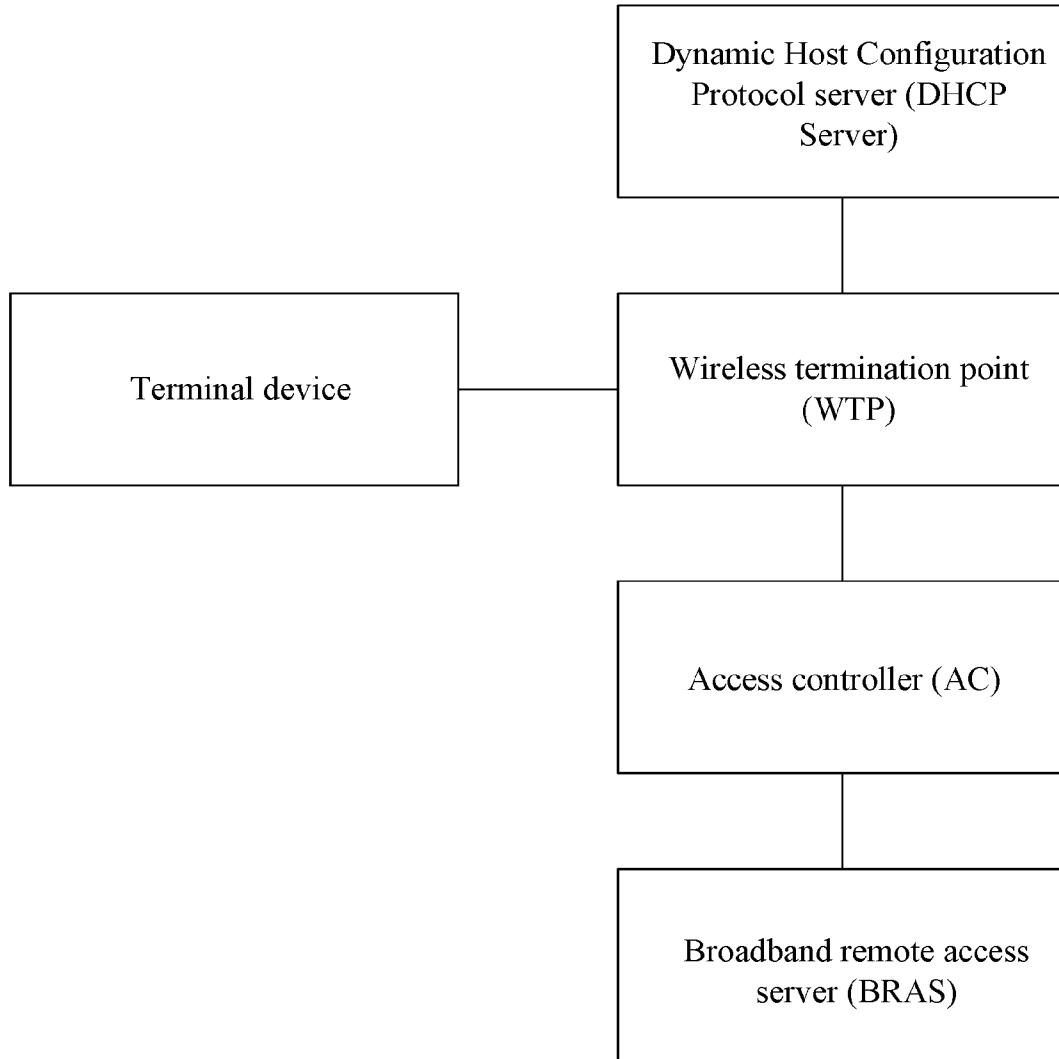 Dynamic Host Configuration
Protocol server (DHCP
Server)
Terminal device
Wireless termination point
(WTP)
Access controller (AC)
Broadband remote access
server (BRAS)